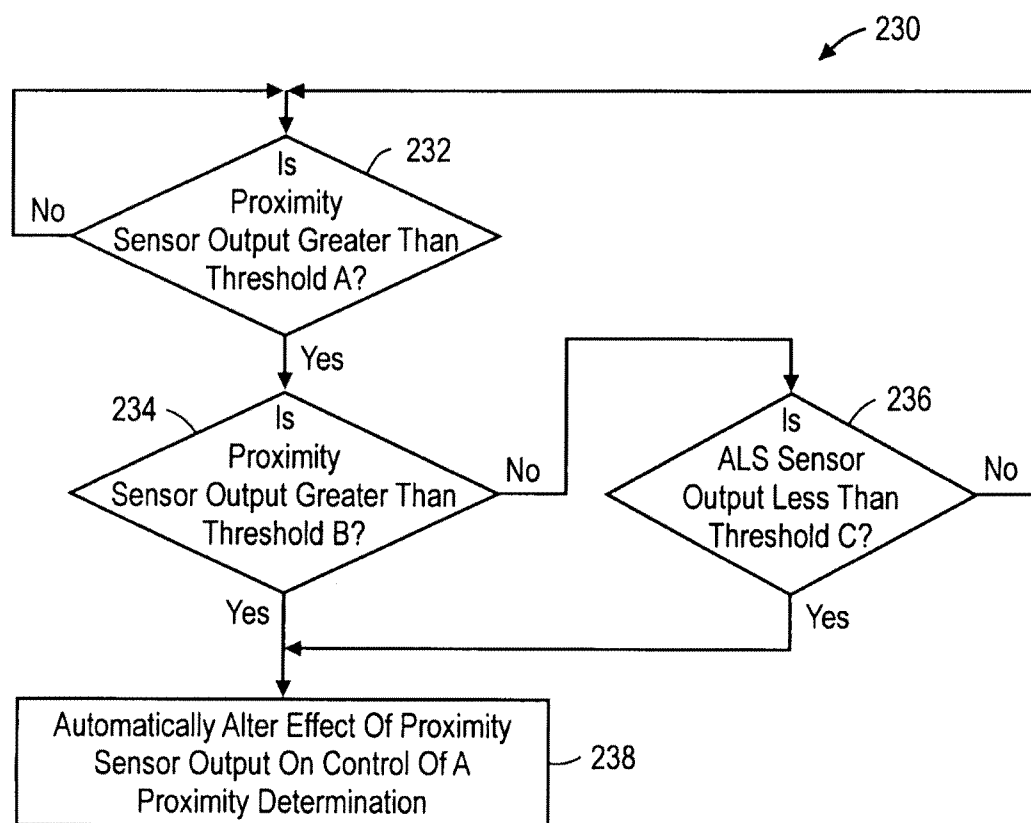 230
Is
Proximity
Sensor Output Greater Than
Threshold A?
232
No
Yes
234
Is
Proximity
Sensor Output Greater Than
Threshold B?
No
Yes
Is
ALS Sensor
Output Less Than
Threshold C?
236
No
Yes
Automatically Alter Effect Of Proximity
Sensor Output On Control Of A
Proximity Determination
238